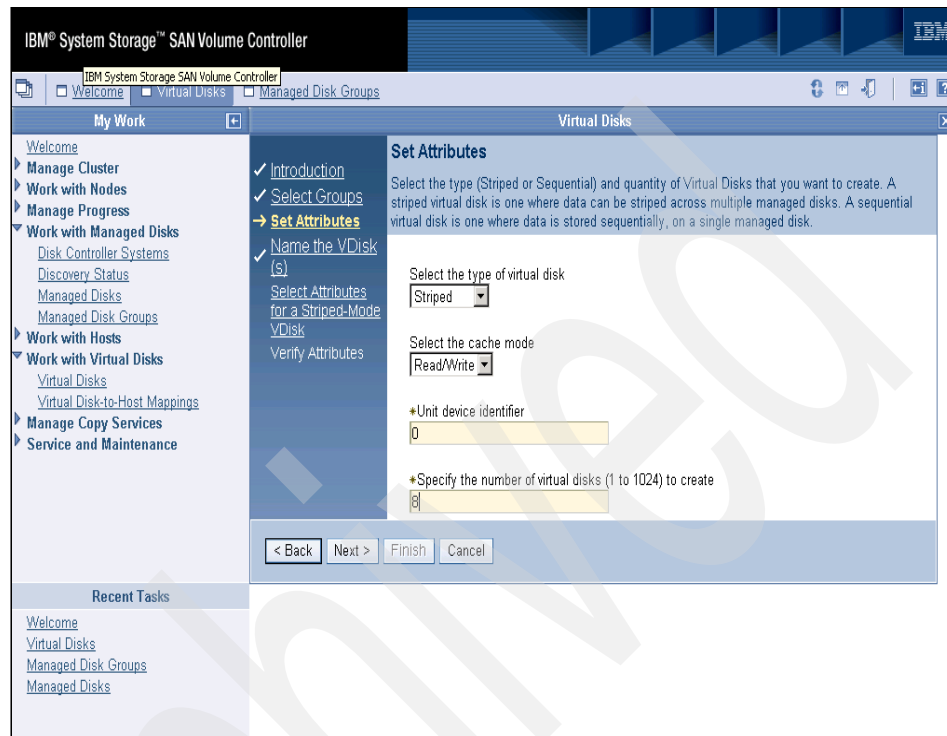 IBM® System Storage™ SAN Volume Controller
IBM
IBM System Storage SAN Volume Controller
Welcome
Virtual Disks
Managed Disk Groups
My Work
Virtual Disks
Welcome
Manage Cluster
Work with Nodes
Manage Progress
Work with Managed Disks
Disk Controller Systems
Discovery Status
Managed Disks
Managed Disk Groups
Work with Hosts
Work with Virtual Disks
Virtual Disks
Virtual Disk-to-Host Mappings
Manage Copy Services
Service and Maintenance
Introduction
Select Groups
Set Attributes
Name the VDisk
(s)
Select Attributes
for a Striped-Mode
VDisk
Verify Attributes
Set Attributes
Select the type (Striped or Sequential) and quantity of Virtual Disks that you want to create. A
striped virtual disk is one where data can be striped across multiple managed disks. A sequential
virtual disk is one where data is stored sequentially, on a single managed disk.
Select the type of virtual disk
Striped
Select the cache mode
Read/Write
*Unit device identifier
0
*Specify the number of virtual disks (1 to 1024) to create
8
< Back
Next >
Finish
Cancel
Recent Tasks
Welcome
Virtual Disks
Managed Disk Groups
Managed Disks